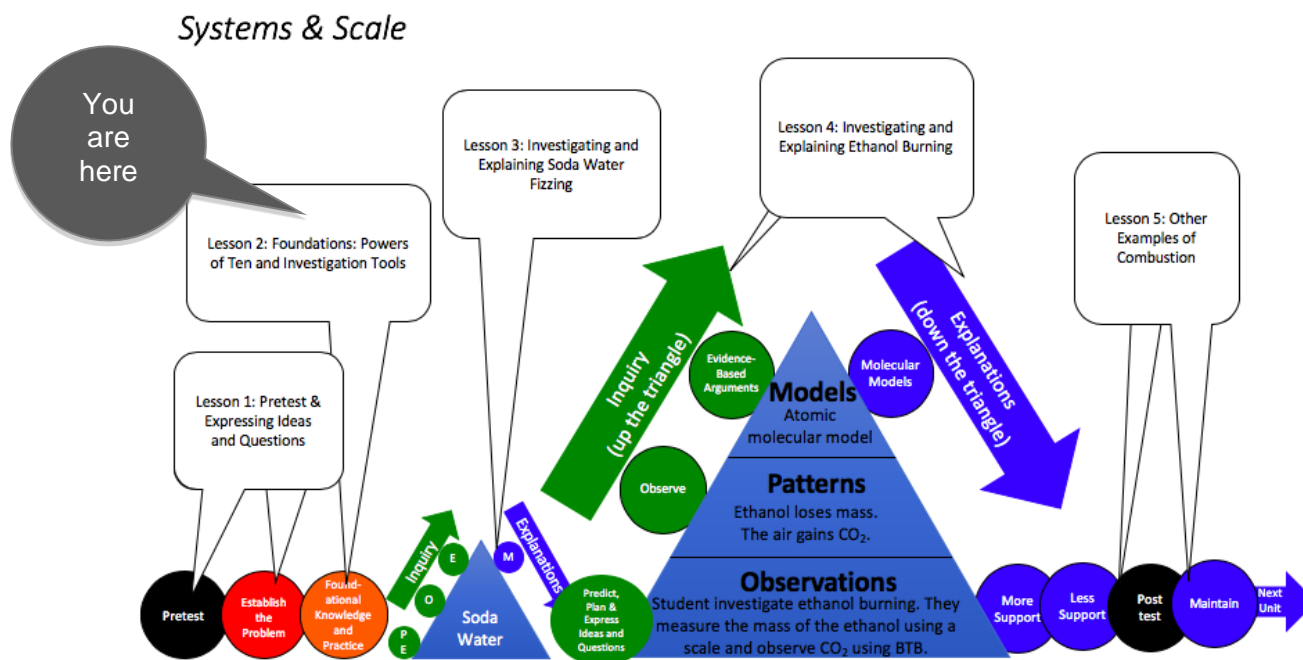 Systems & Scale
You
are
here
Lesson 1: Pretest &
Expressing Ideas
and Questions
Lesson 2: Foundations: Powers
of Ten and Investigation Tools
Lesson 3: Investigating and
Explaining Soda Water
Fizzing
Lesson 4: Investigating and
Explaining Ethanol Burning
Lesson 5: Other
Examples of
Combustion
Pretest
Establish
the
Problem
Found-
ational
Knowledge
and
Practice
Inquiry
P
E
O
E
Soda
Water
M
Explanations
Predict,
Plan &
Express
Ideas and
Questions
Observe
Evidence-
Based
Arguments
Inquiry
(up the triangle)
Models
Atomic
molecular model
Patterns
Ethanol loses mass.
The air gains CO₂.
Observations
Student investigate ethanol burning. They
measure the mass of the ethanol using a
scale and observe CO₂ using BTB.
Molecular
Models
Explanations
(down the triangle)
More
Support
Less
Support
Post
test
Maintain
Next
Unit